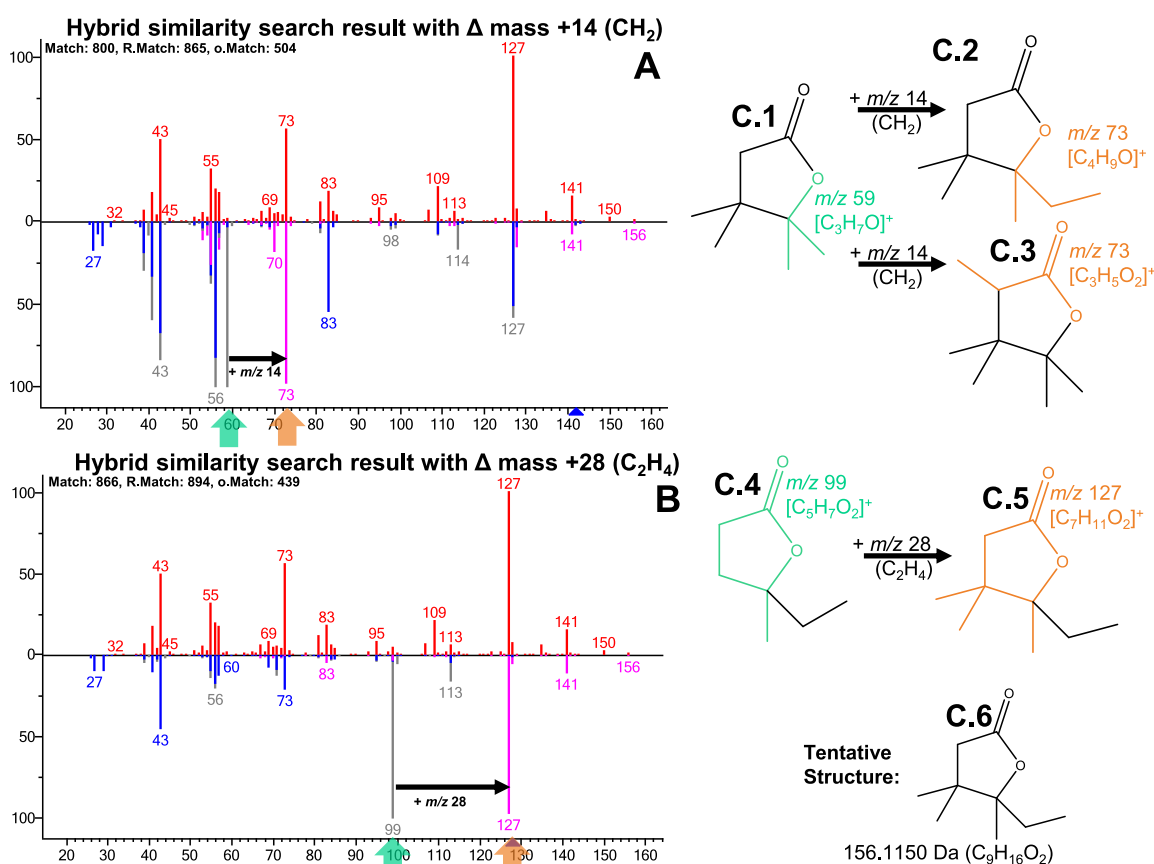 Hybrid similarity search result with Δ mass +14 (CH₂)
Match: 800, R.Match: 865, o.Match: 504
A
100
50
0
50
100
127
43
73
55
32
45
69
83
95
109
113
141
150
27
70
98
114
141
156
83
127
43
56
73
+ m/z 14
20 30 40 50 60 70 80 90 100 110 120 130 140 150 160
C.1
O
O
m/z 59
[C₃H₇O]⁺
+ m/z 14
(CH₂)
C.2
O
O
m/z 73
[C₄H₉O]⁺
+ m/z 14
(CH₂)
C.3
O
O
m/z 73
[C₃H₅O₂]⁺
Hybrid similarity search result with Δ mass +28 (C₂H₄)
Match: 866, R.Match: 894, o.Match: 439
B
100
50
0
50
100
127
43
73
55
32
45
69
83
95
109
113
141
150
27
60
56
83
73
43
113
141
156
99
127
+ m/z 28
20 30 40 50 60 70 80 90 100 110 120 130 140 150 160
C.4
O
O
m/z 99
[C₅H₇O₂]⁺
+ m/z 28
(C₂H₄)
C.5
O
O
m/z 127
[C₇H₁₁O₂]⁺
C.6
O
O
Tentative
Structure:
156.1150 Da (C₉H₁₆O₂)